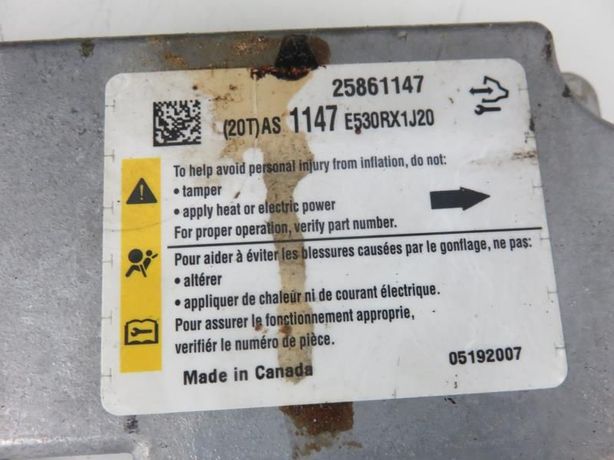 25861147
(20T)AS 1147 E530RX1J20
To help avoid personal injury from inflation, do not:
• tamper
• apply heat or electric power
For proper operation, verify part number.
Pour aider à éviter les blessures causées par le gonflage, ne pas:
• altérer
• appliquer de chaleur ni de courant électrique.
Pour assurer le fonctionnement approprie,
verifiér le numéro de pièce.
Made in Canada
05192007